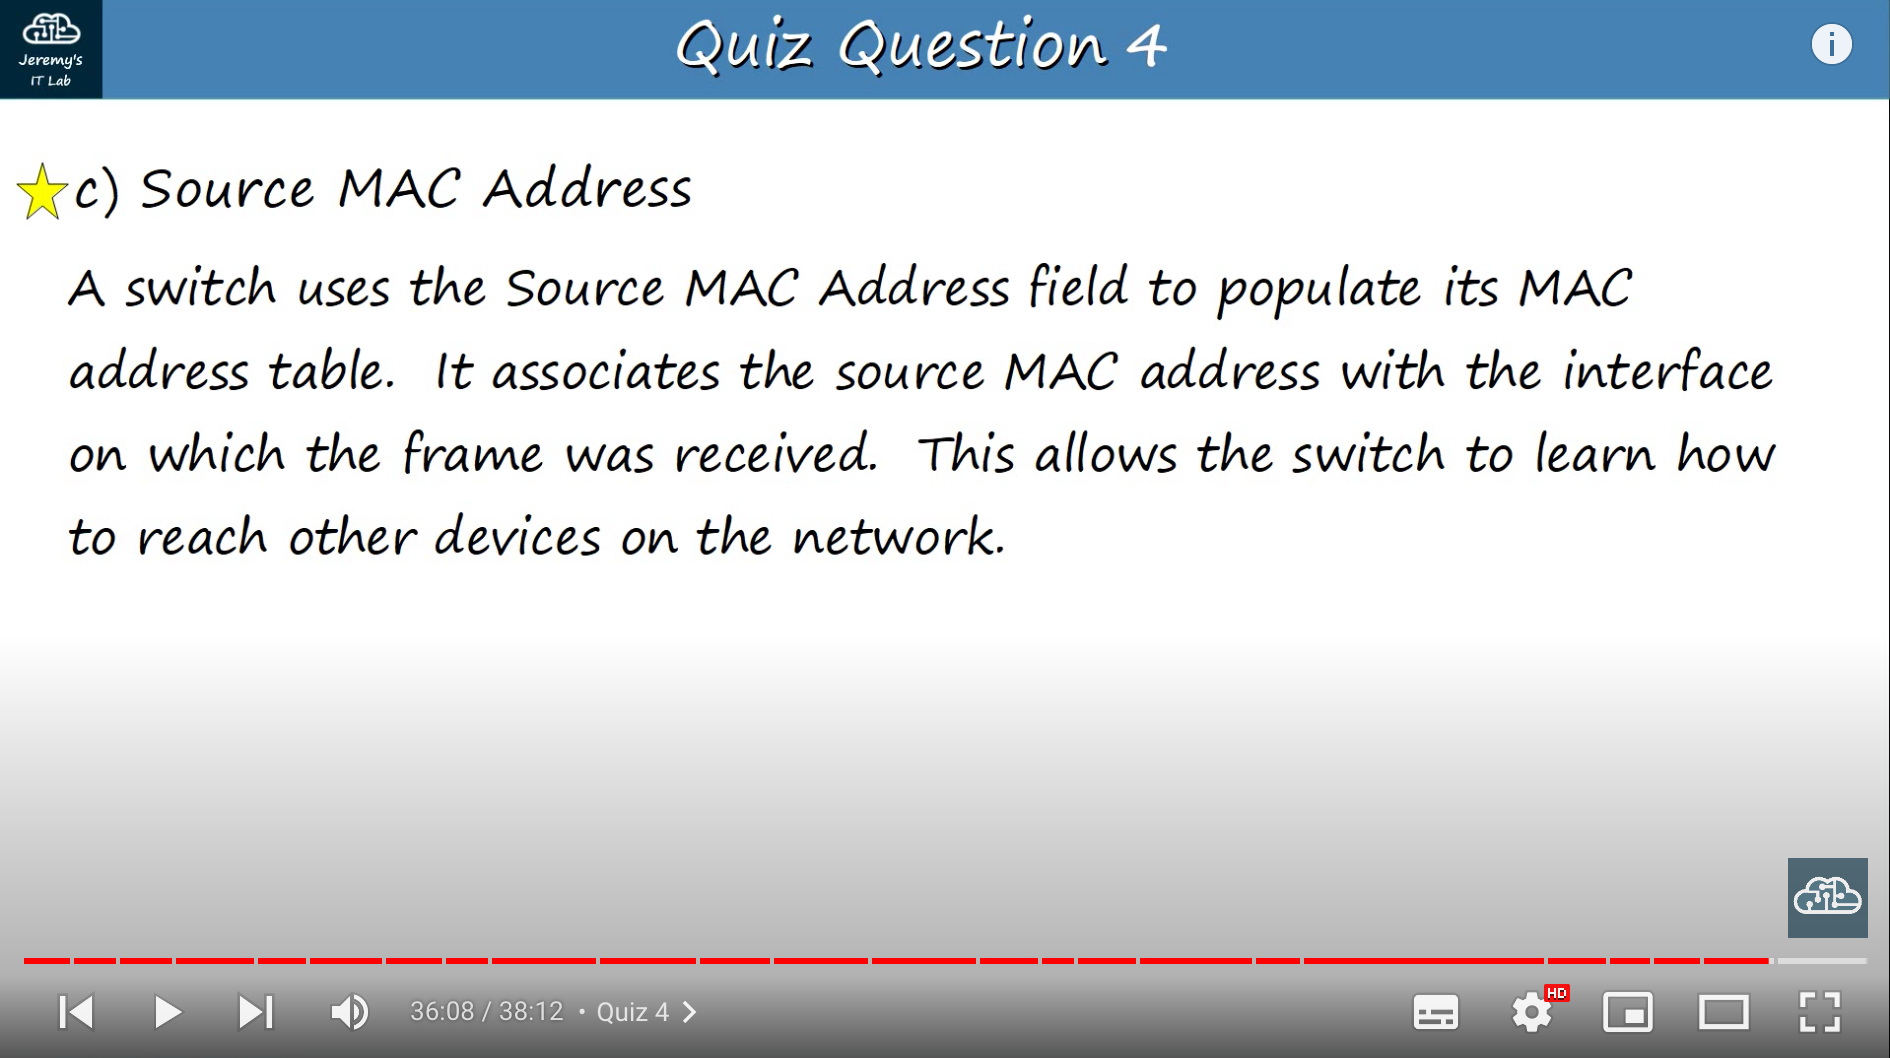 Jeremy's
IT Lab
Quiz Question 4
c) Source MAC Address
A switch uses the Source MAC Address field to populate its MAC
address table. It associates the source MAC address with the interface
on which the frame was received. This allows the switch to learn how
to reach other devices on the network.
36:08 / 38:12 • Quiz 4
HD